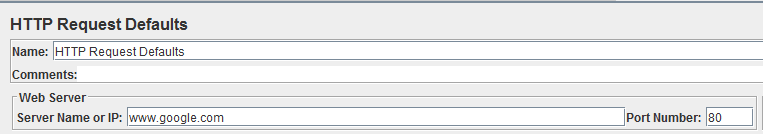 HTTP Request Defaults
Name: HTTP Request Defaults
Comments:
Web Server
Server Name or IP: www.google.com Port Number: 80